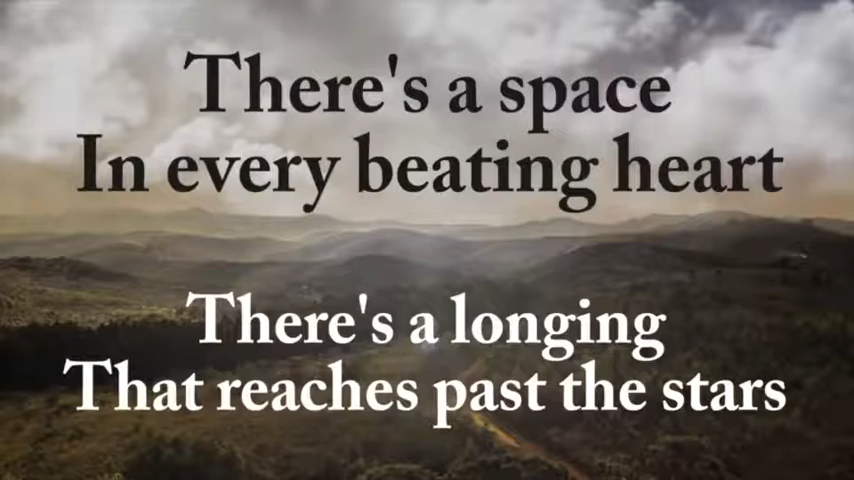 There's a space
In every beating heart
There's a longing
That reaches past the stars